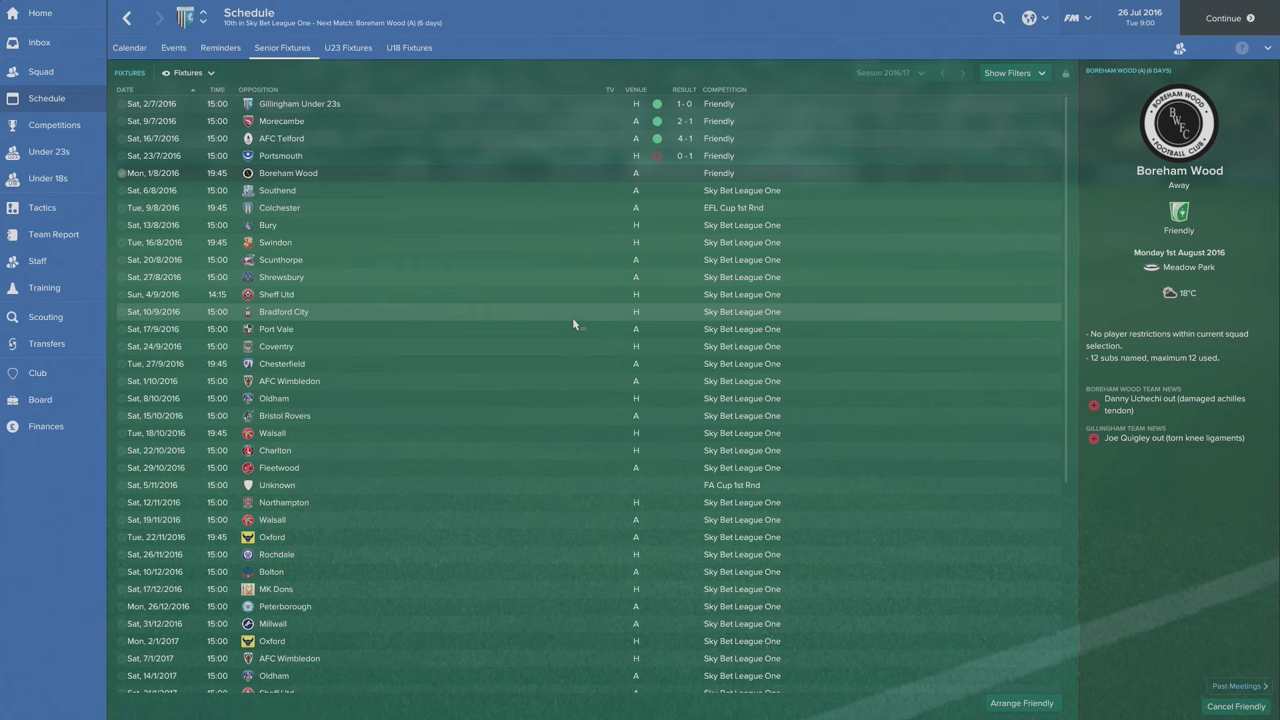 Home
Inbox
Squad
Schedule
Competitions
Under 23s
Under 18s
Tactics
Team Report
Staff
Training
Scouting
Transfers
Club
Board
Finances
Schedule
10th in Sky Bet League One - Next Match: Boreham Wood (A) (6 days)
FM
26 Jul 2016
Tue 9:00
Continue
Calendar Events Reminders Senior Fixtures U23 Fixtures U18 Fixtures
FIXTURES Fixtures Season 2016/17 Show Filters
DATE TIME OPPOSITION TV VENUE RESULT COMPETITION
Sat, 2/7/2016 15:00 Gillingham Under 23s H 1 - 0 Friendly
Sat, 9/7/2016 15:00 Morecambe A 2 - 1 Friendly
Sat, 16/7/2016 15:00 AFC Telford A 4 - 1 Friendly
Sat, 23/7/2016 15:00 Portsmouth H 0 - 1 Friendly
Mon, 1/8/2016 19:45 Boreham Wood A Friendly
Sat, 6/8/2016 15:00 Southend A Sky Bet League One
Tue, 9/8/2016 19:45 Colchester A EFL Cup 1st Rnd
Sat, 13/8/2016 15:00 Bury H Sky Bet League One
Tue, 16/8/2016 19:45 Swindon H Sky Bet League One
Sat, 20/8/2016 15:00 Scunthorpe A Sky Bet League One
Sat, 27/8/2016 15:00 Shrewsbury A Sky Bet League One
Sun, 4/9/2016 14:15 Sheff Utd H Sky Bet League One
Sat, 10/9/2016 15:00 Bradford City H Sky Bet League One
Sat, 17/9/2016 15:00 Port Vale A Sky Bet League One
Sat, 24/9/2016 15:00 Coventry H Sky Bet League One
Tue, 27/9/2016 19:45 Chesterfield A Sky Bet League One
Sat, 1/10/2016 15:00 AFC Wimbledon A Sky Bet League One
Sat, 8/10/2016 15:00 Oldham H Sky Bet League One
Sat, 15/10/2016 15:00 Bristol Rovers A Sky Bet League One
Tue, 18/10/2016 19:45 Walsall H Sky Bet League One
Sat, 22/10/2016 15:00 Charlton H Sky Bet League One
Sat, 29/10/2016 15:00 Fleetwood A Sky Bet League One
Sat, 5/11/2016 15:00 Unknown FA Cup 1st Rnd
Sat, 12/11/2016 15:00 Northampton H Sky Bet League One
Sat, 19/11/2016 15:00 Walsall A Sky Bet League One
Tue, 22/11/2016 19:45 Oxford A Sky Bet League One
Sat, 26/11/2016 15:00 Rochdale H Sky Bet League One
Sat, 10/12/2016 15:00 Bolton A Sky Bet League One
Sat, 17/12/2016 15:00 MK Dons H Sky Bet League One
Mon, 26/12/2016 15:00 Peterborough A Sky Bet League One
Sat, 31/12/2016 15:00 Millwall A Sky Bet League One
Mon, 2/1/2017 15:00 Oxford H Sky Bet League One
Sat, 7/1/2017 15:00 AFC Wimbledon H Sky Bet League One
Sat, 14/1/2017 15:00 Oldham A Sky Bet League One
Arrange Friendly
BOREHAM WOOD (A) (6 DAYS)
BOREHAM WOOD
BWFC
FOOTBALL CLUB
Boreham Wood
Away
Friendly
Monday 1st August 2016
Meadow Park
18°C
- No player restrictions within current squad
selection.
- 12 subs named, maximum 12 used.
BOREHAM WOOD TEAM NEWS
Danny Uchechi out (damaged achilles
tendon)
GILLINGHAM TEAM NEWS
Joe Quigley out (torn knee ligaments)
Past Meetings
Cancel Friendly